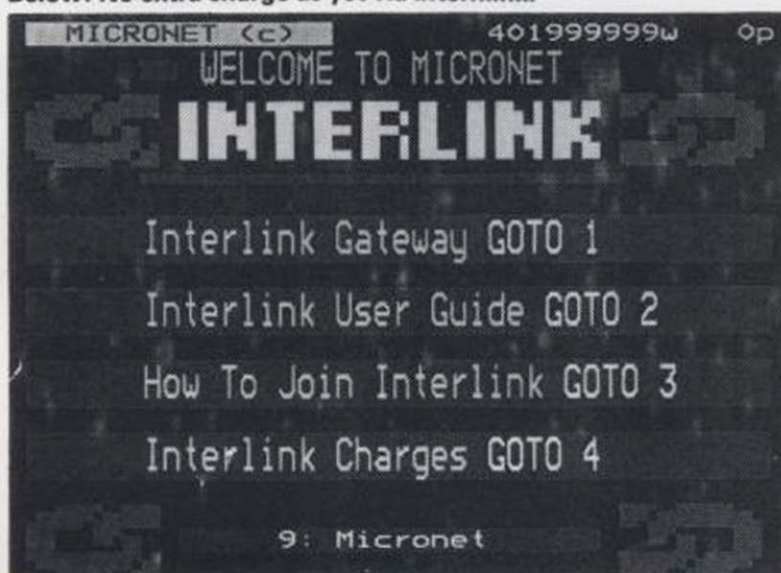 MICRONET (c) 401999999w 0p
WELCOME TO MICRONET
INTERLINK
Interlink Gateway GOTO 1
Interlink User Guide GOTO 2
How To Join Interlink GOTO 3
Interlink Charges GOTO 4
9: Micronet